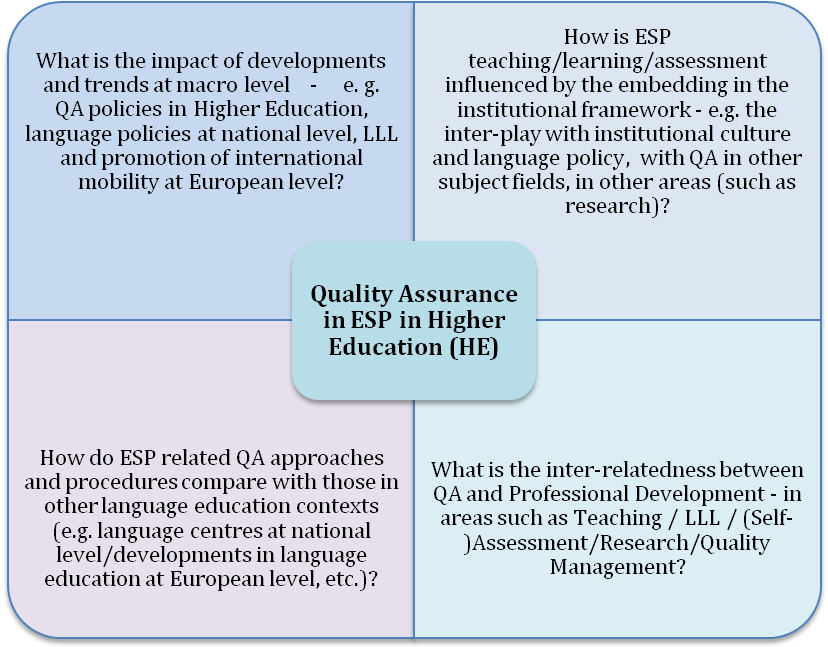 What is the impact of developments
and trends at macro level - e. g.
QA policies in Higher Education,
language policies at national level, LLL
and promotion of international
mobility at European level?
How is ESP
teaching/learning/assessment
influenced by the embedding in the
institutional framework - e.g. the
inter-play with institutional culture
and language policy, with QA in other
subject fields, in other areas (such as
research)?
Quality Assurance
in ESP in Higher
Education (HE)
How do ESP related QA approaches
and procedures compare with those in
other language education contexts
(e.g. language centres at national
level/developments in language
education at European level, etc.)?
What is the inter-relatedness between
QA and Professional Development - in
areas such as Teaching / LLL / (Self-
)Assessment/Research/Quality
Management?